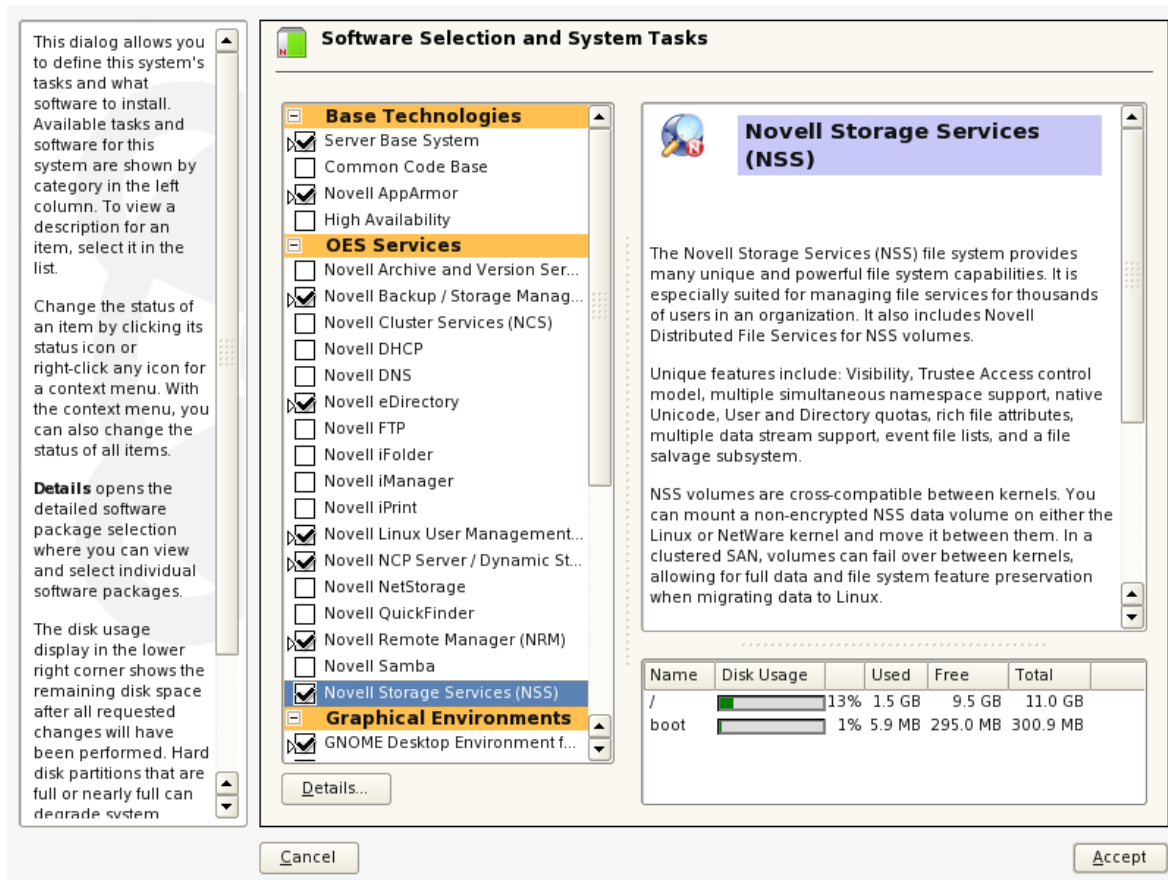 This dialog allows you
to define this system's
tasks and what
software to install.
Available tasks and
software for this
system are shown by
category in the left
column. To view a
description for an
item, select it in the
list.
Change the status of
an item by clicking its
status icon or
right-click any icon for
a context menu. With
the context menu, you
can also change the
status of all items.
Details opens the
detailed software
package selection
where you can view
and select individual
software packages.
The disk usage
display in the lower
right corner shows the
remaining disk space
after all requested
changes will have
been performed. Hard
disk partitions that are
full or nearly full can
degrade system
Software Selection and System Tasks
Base Technologies
Server Base System
Common Code Base
Novell AppArmor
High Availability
OES Services
Novell Archive and Version Ser...
Novell Backup / Storage Manag...
Novell Cluster Services (NCS)
Novell DHCP
Novell DNS
Novell eDirectory
Novell FTP
Novell iFolder
Novell iManager
Novell iPrint
Novell Linux User Management...
Novell NCP Server / Dynamic St...
Novell NetStorage
Novell QuickFinder
Novell Remote Manager (NRM)
Novell Samba
Novell Storage Services (NSS)
Graphical Environments
GNOME Desktop Environment f...
Details...
Novell Storage Services
(NSS)
The Novell Storage Services (NSS) file system provides
many unique and powerful file system capabilities. It is
especially suited for managing file services for thousands
of users in an organization. It also includes Novell
Distributed File Services for NSS volumes.
Unique features include: Visibility, Trustee Access control
model, multiple simultaneous namespace support, native
Unicode, User and Directory quotas, rich file attributes,
multiple data stream support, event file lists, and a file
salvage subsystem.
NSS volumes are cross-compatible between kernels. You
can mount a non-encrypted NSS data volume on either the
Linux or NetWare kernel and move it between them. In a
clustered SAN, volumes can fail over between kernels,
allowing for full data and file system feature preservation
when migrating data to Linux.
Name Disk Usage Used Free Total
/ 13% 1.5 GB 9.5 GB 11.0 GB
boot 1% 5.9 MB 295.0 MB 300.9 MB
Cancel
Accept